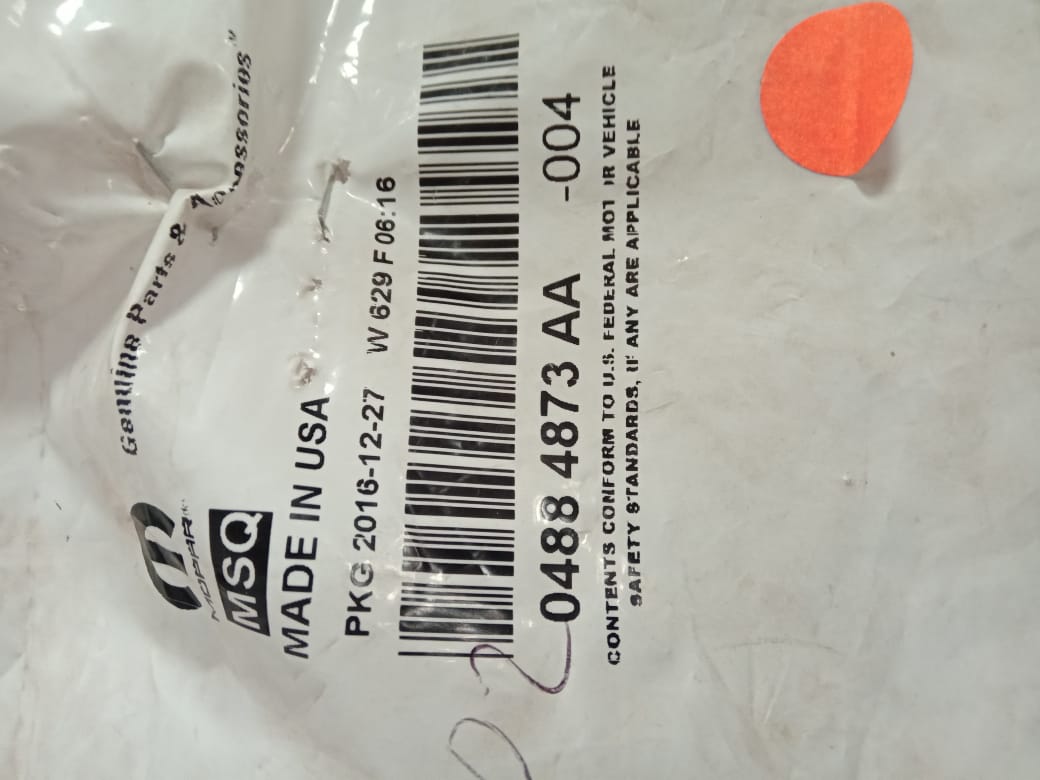 Genuine Parts &
MOPAR
MSQ
MADE IN USA
PKG 2016-12-27 W 629 F 06:16
0488 4873 AA -004
CONTENTS CONFORM TO U.S. FEDERAL VEHICLE
SAFETY STANDARDS, IF ANY ARE APPLICABLE